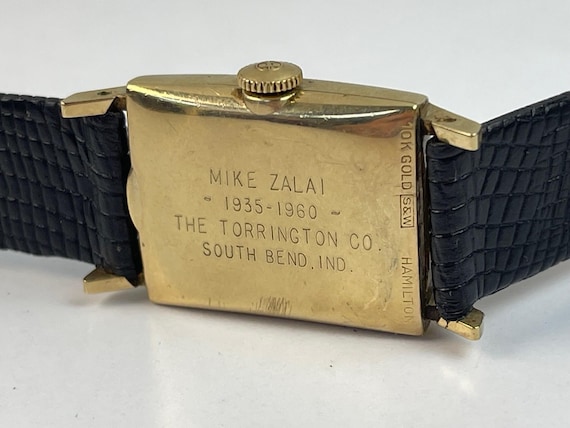 MIKE ZALAI
- 1935-1960 -
THE TORRINGTON CO.
SOUTH BEND, IND.
10K GOLD S&W HAMILTON